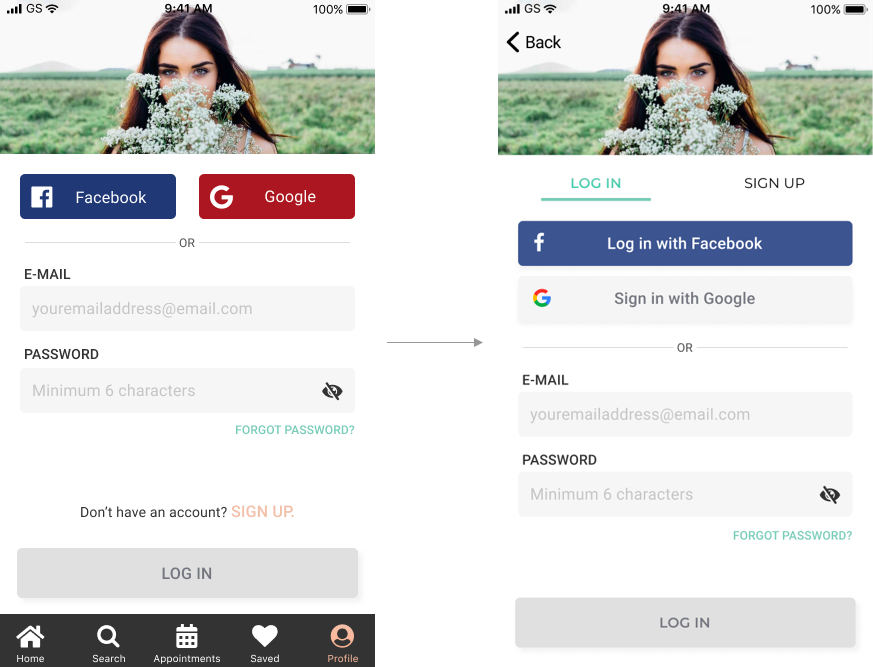 GS 9:41 AM 100%
Facebook Google
OR
E-MAIL
youremailaddress@email.com
PASSWORD
Minimum 6 characters
FORGOT PASSWORD?
Don't have an account? SIGN UP.
LOG IN
Home Search Appointments Saved Profile
GS 9:41 AM 100%
Back
LOG IN SIGN UP
Log in with Facebook
Sign in with Google
OR
E-MAIL
youremailaddress@email.com
PASSWORD
Minimum 6 characters
FORGOT PASSWORD?
LOG IN